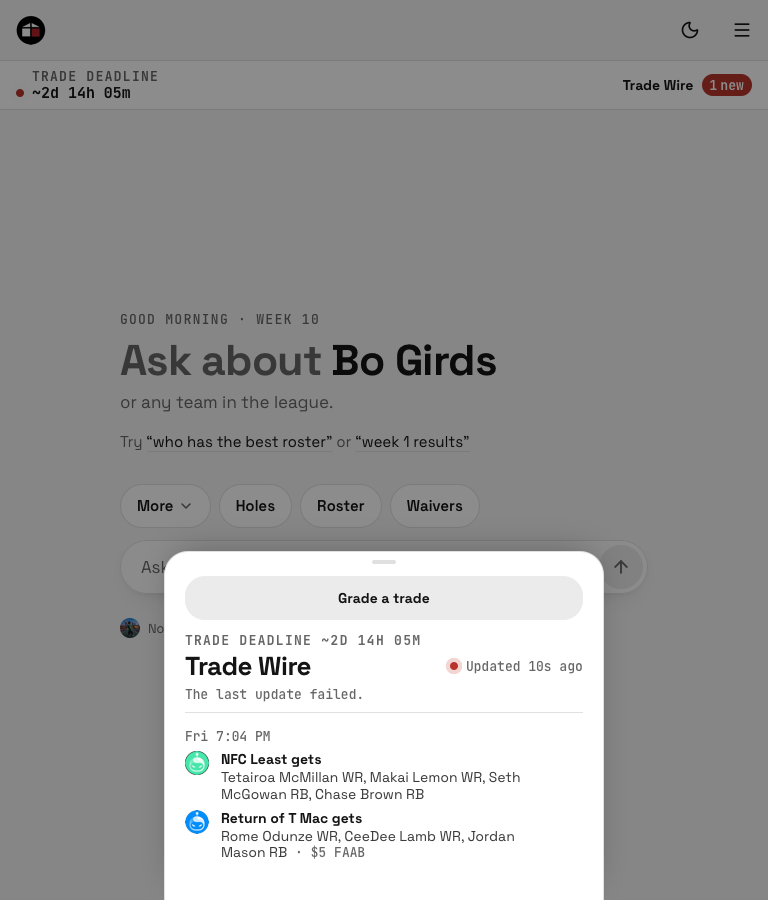 TRADE DEADLINE
~2d 14h 05m
Trade Wire 1 new
GOOD MORNING · WEEK 10
Ask about Bo Girds
or any team in the league.
Try “who has the best roster” or “week 1 results”
More Holes Roster Waivers
Ask
No
Grade a trade
TRADE DEADLINE ~2D 14H 05M
Trade Wire
Updated 10s ago
The last update failed.
Fri 7:04 PM
NFC Least gets
Tetairoa McMillan WR, Makai Lemon WR, Seth
McGowan RB, Chase Brown RB
Return of T Mac gets
Rome Odunze WR, CeeDee Lamb WR, Jordan
Mason RB · $5 FAAB